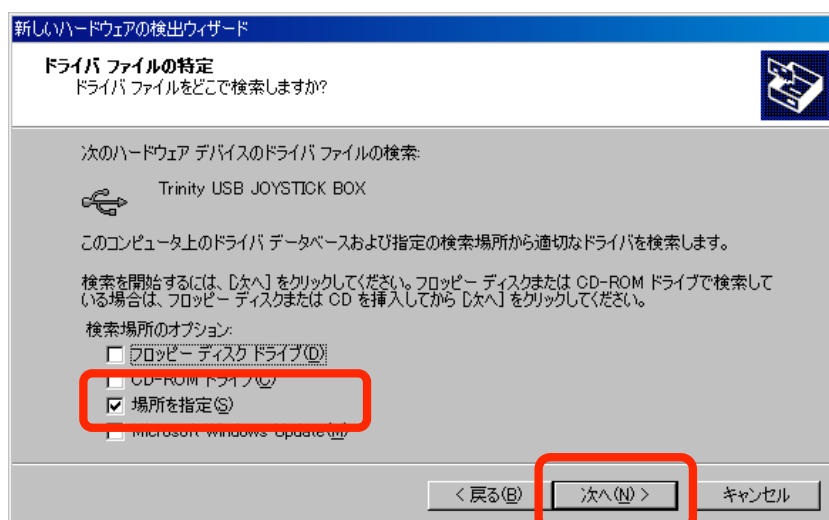 新しいハードウェアの検出ウィザード
ドライバ ファイルの特定
ドライバ ファイルをどこで検索しますか?
次のハードウェア デバイスのドライバ ファイルの検索:
Trinity USB JOYSTICK BOX
このコンピュータ上のドライバ データベースおよび指定の検索場所から適切なドライバを検索します。
検索を開始するには、[次へ] をクリックしてください。フロッピー ディスクまたは CD-ROM ドライブで検索して
いる場合は、フロッピー ディスクまたは CD を挿入してから [次へ] をクリックしてください。
検索場所のオプション:
フロッピー ディスク ドライブ(D)
CD-ROM ドライブ(C)
場所を指定(S)
Microsoft Windows Update(M)
< 戻る(B) 次へ(N) > キャンセル